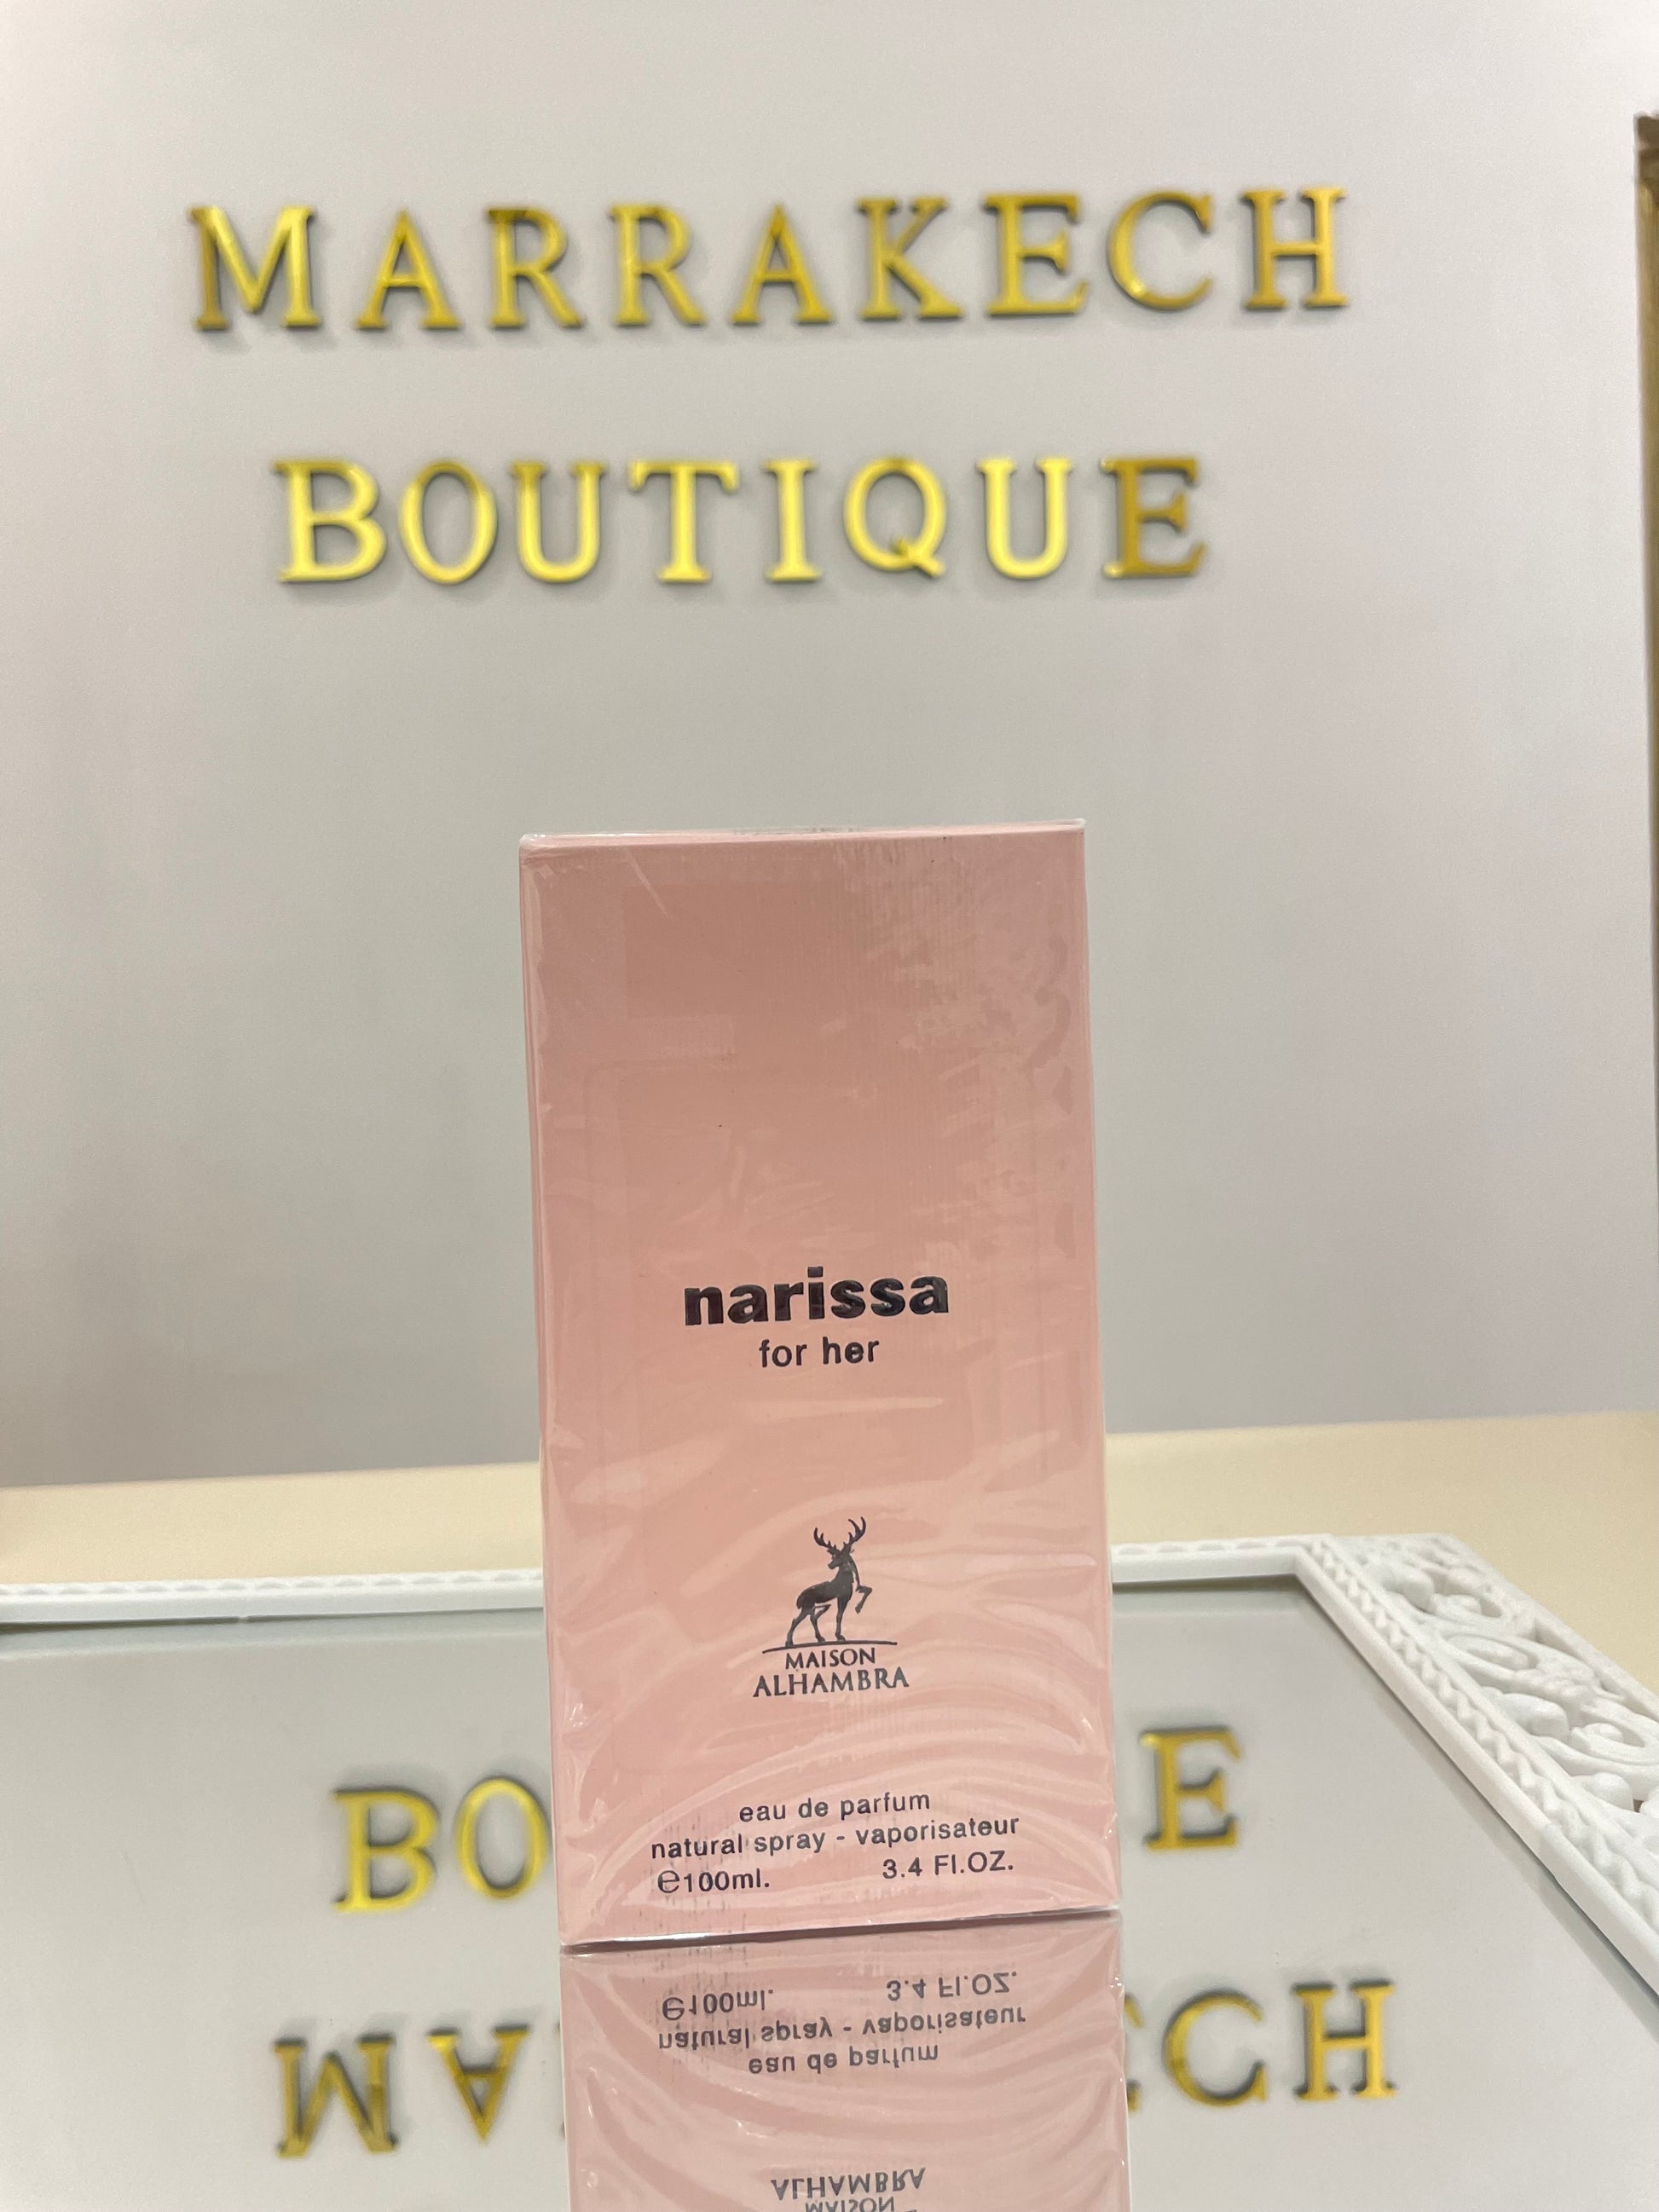 MARRAKECH
BOUTIQUE
narissa
for her
MAISON
ALHAMBRA
eau de parfum
natural spray - vaporisateur
℮100ml. 3.4 Fl.OZ.